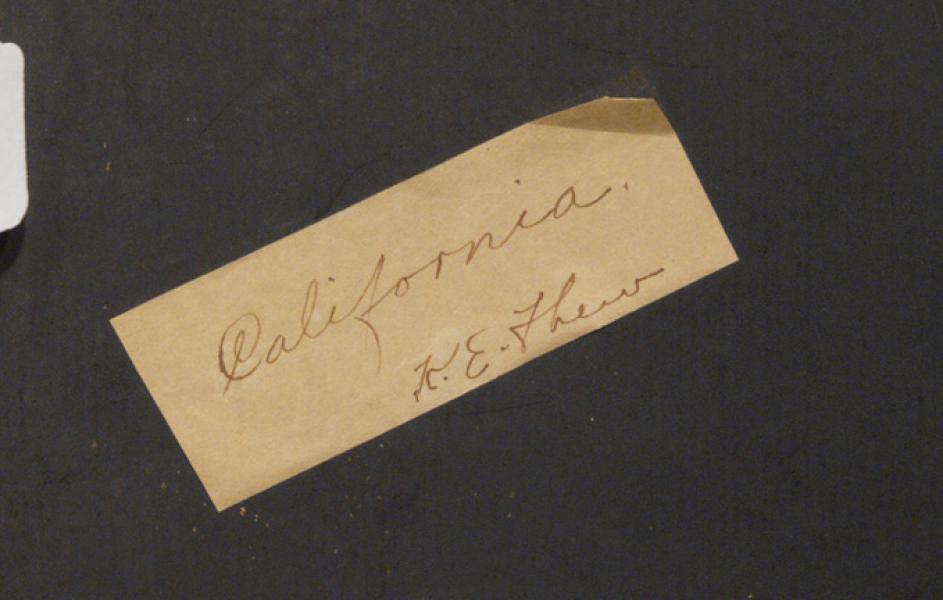 California.
K. E. Thew